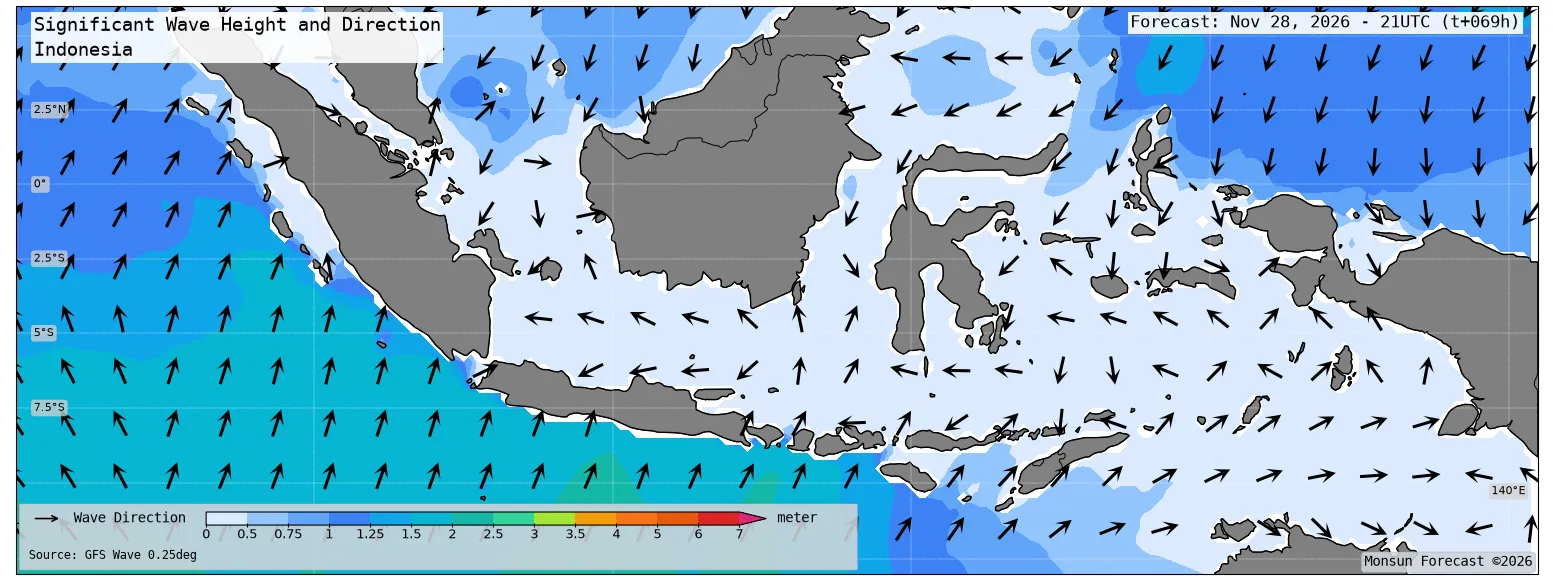 Significant Wave Height and Direction
Indonesia
Forecast: Nov 28, 2026 - 21UTC (t+069h)
2.5°N
0°
2.5°S
5°S
7.5°S
140°E
Wave Direction
0 0.5 0.75 1 1.25 1.5 2 2.5 3 3.5 4 5 6 7
meter
Source: GFS Wave 0.25deg
Monsun Forecast ©2026